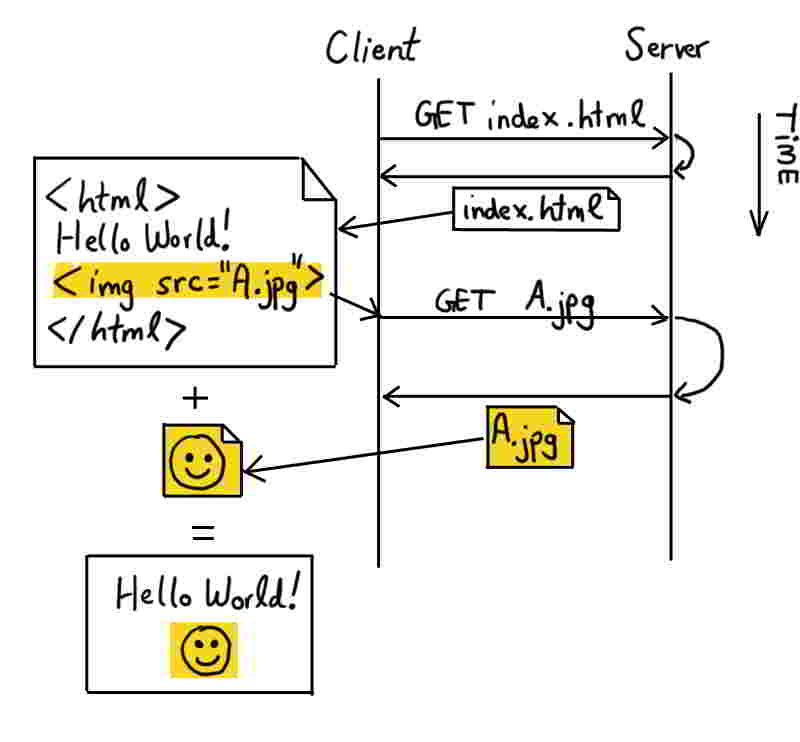 Client
Server
GET index.html
Time
index.html
<html>
Hello World!
<img src="A.jpg">
</html>
GET A.jpg
+
A.jpg
=
Hello World!